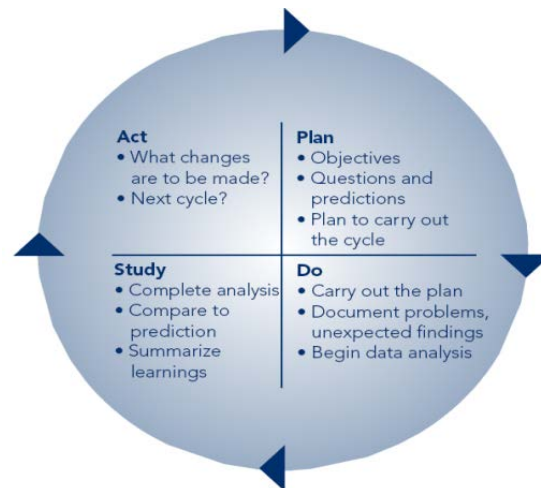 Act
• What changes
are to be made?
• Next cycle?
Plan
• Objectives
• Questions and
predictions
• Plan to carry out
the cycle
Study
• Complete analysis
• Compare to
prediction
• Summarize
learnings
Do
• Carry out the plan
• Document problems,
unexpected findings
• Begin data analysis